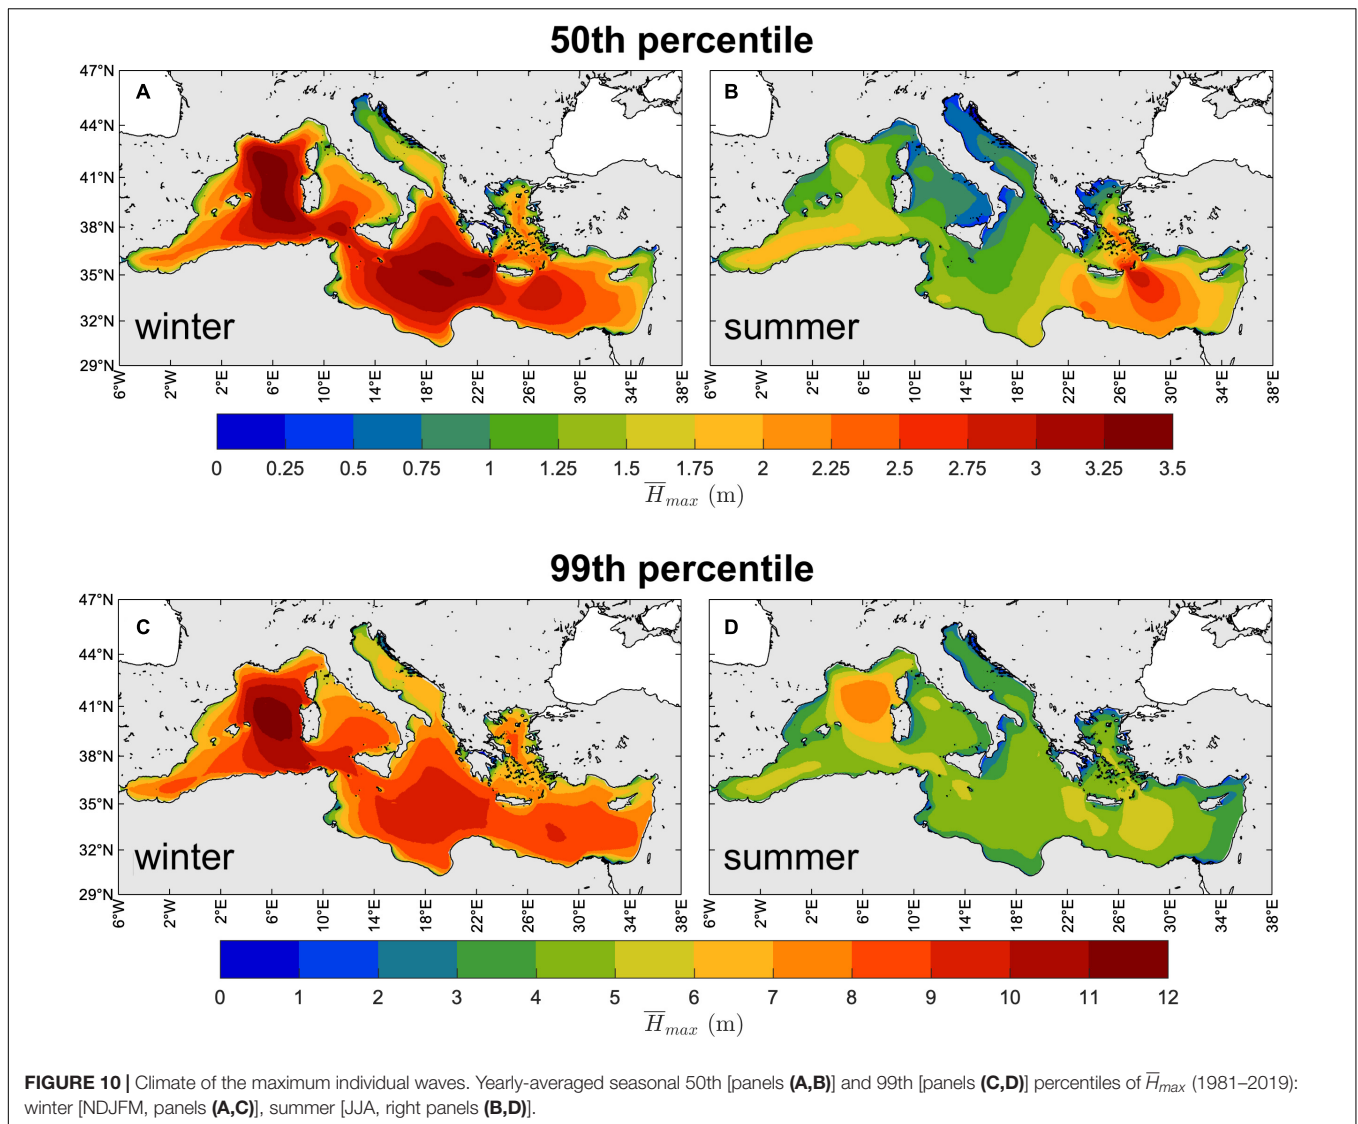 50th percentile
47°N
44°N
41°N
38°N
35°N
32°N
29°N
A
winter
B
summer
6°W
2°W
2°E
6°E
10°E
14°E
18°E
22°E
26°E
30°E
34°E
38°E
6°W
2°W
2°E
6°E
10°E
14°E
18°E
22°E
26°E
30°E
34°E
38°E
0 0.25 0.5 0.75 1 1.25 1.5 1.75 2 2.25 2.5 2.75 3 3.25 3.5
H̅max (m)
99th percentile
47°N
44°N
41°N
38°N
35°N
32°N
29°N
C
winter
D
summer
6°W
2°W
2°E
6°E
10°E
14°E
18°E
22°E
26°E
30°E
34°E
38°E
6°W
2°W
2°E
6°E
10°E
14°E
18°E
22°E
26°E
30°E
34°E
38°E
0 1 2 3 4 5 6 7 8 9 10 11 12
H̅max (m)
FIGURE 10 | Climate of the maximum individual waves. Yearly-averaged seasonal 50th [panels (A,B)] and 99th [panels (C,D)] percentiles of H̅max (1981–2019):
winter [NDJFM, panels (A,C)], summer [JJA, right panels (B,D)].